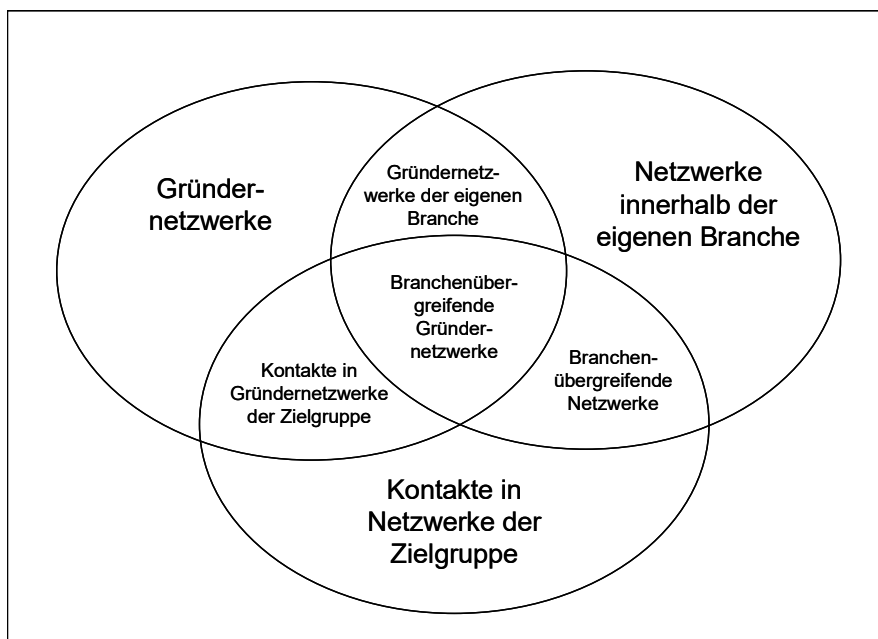 Gründer-
netzwerke
Gründernetz-
werke der eigenen
Branche
Netzwerke
innerhalb der
eigenen Branche
Branchenüber-
greifende
Gründer-
netzwerke
Kontakte in
Gründernetzwerke
der Zielgruppe
Branchen-
übergreifende
Netzwerke
Kontakte in
Netzwerke der
Zielgruppe